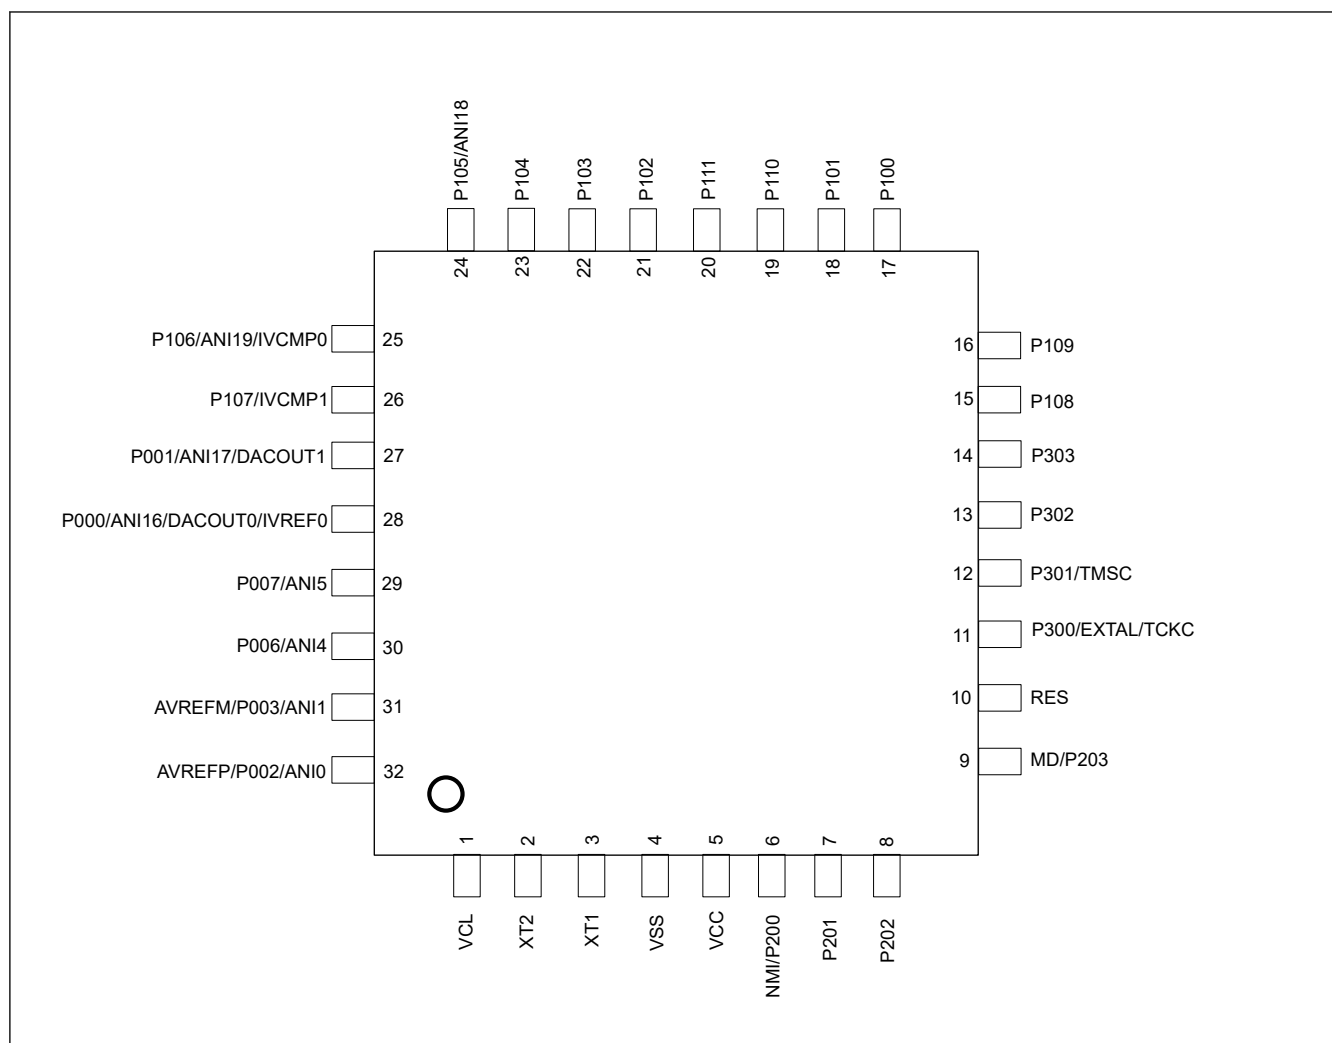 P105/ANI18
P104
P103
P102
P111
P110
P101
P100
24
23
22
21
20
19
18
17
P106/ANI19/IVCMP0
25
P107/IVCMP1
26
P001/ANI17/DACOUT1
27
P000/ANI16/DACOUT0/IVREF0
28
P007/ANI5
29
P006/ANI4
30
AVREFM/P003/ANI1
31
AVREFP/P002/ANI0
32
16
P109
15
P108
14
P303
13
P302
12
P301/TMSC
11
P300/EXTAL/TCKC
10
RES
9
MD/P203
1
2
3
4
5
6
7
8
VCL
XT2
XT1
VSS
VCC
NMI/P200
P201
P202